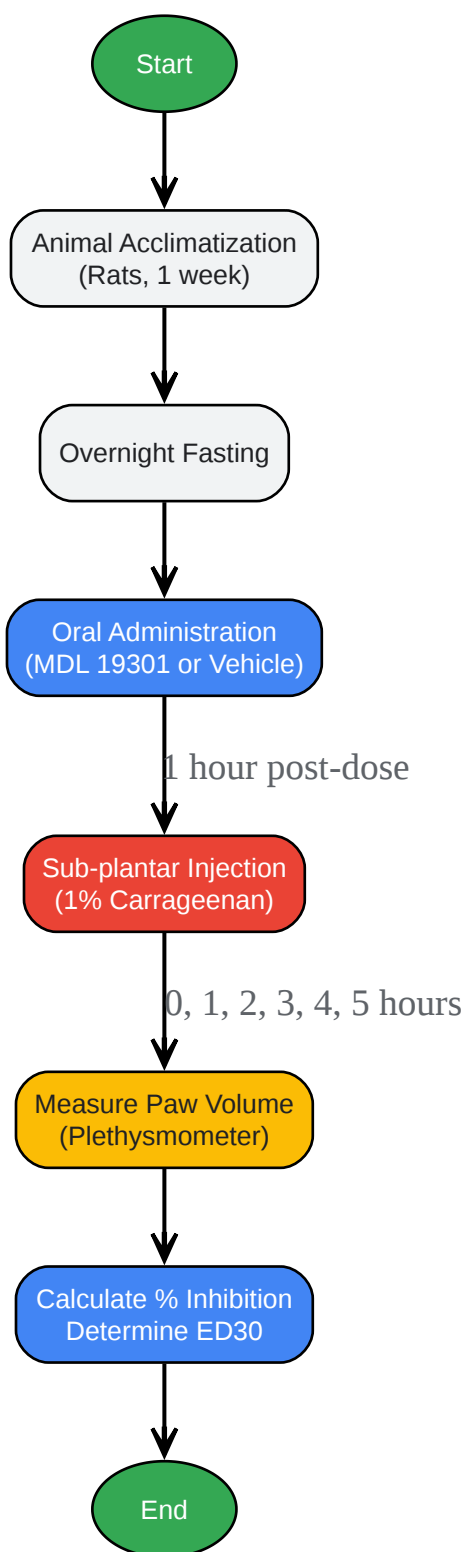 Start
Animal Acclimatization
(Rats, 1 week)
Overnight Fasting
Oral Administration
(MDL 19301 or Vehicle)
1 hour post-dose
Sub-plantar Injection
(1% Carrageenan)
0, 1, 2, 3, 4, 5 hours
Measure Paw Volume
(Plethysmometer)
Calculate % Inhibition
Determine ED30
End